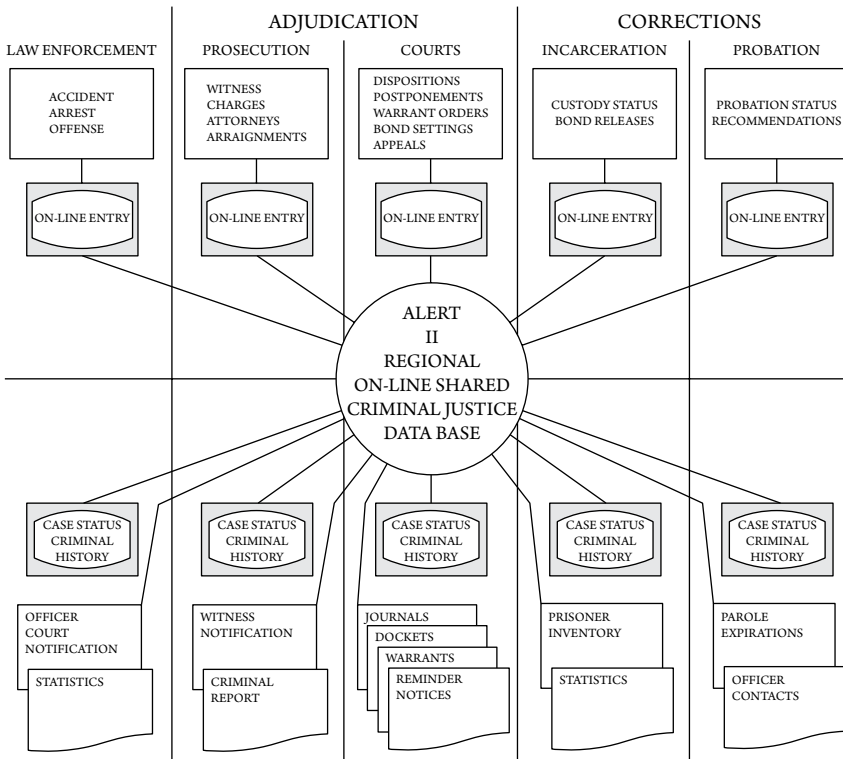 ADJUDICATION
CORRECTIONS
LAW ENFORCEMENT
PROSECUTION
COURTS
INCARCERATION
PROBATION
ACCIDENT
ARREST
OFFENSE
WITNESS
CHARGES
ATTORNEYS
ARRAIGNMENTS
DISPOSITIONS
POSTPONEMENTS
WARRANT ORDERS
BOND SETTINGS
APPEALS
CUSTODY STATUS
BOND RELEASES
PROBATION STATUS
RECOMMENDATIONS
ON-LINE ENTRY
ON-LINE ENTRY
ON-LINE ENTRY
ON-LINE ENTRY
ON-LINE ENTRY
ALERT
II
REGIONAL
ON-LINE SHARED
CRIMINAL JUSTICE
DATA BASE
CASE STATUS
CRIMINAL
HISTORY
CASE STATUS
CRIMINAL
HISTORY
CASE STATUS
CRIMINAL
HISTORY
CASE STATUS
CRIMINAL
HISTORY
CASE STATUS
CRIMINAL
HISTORY
OFFICER
COURT
NOTIFICATION
STATISTICS
WITNESS
NOTIFICATION
CRIMINAL
REPORT
JOURNALS
DOCKETS
WARRANTS
REMINDER
NOTICES
PRISONER
INVENTORY
STATISTICS
PAROLE
EXPIRATIONS
OFFICER
CONTACTS